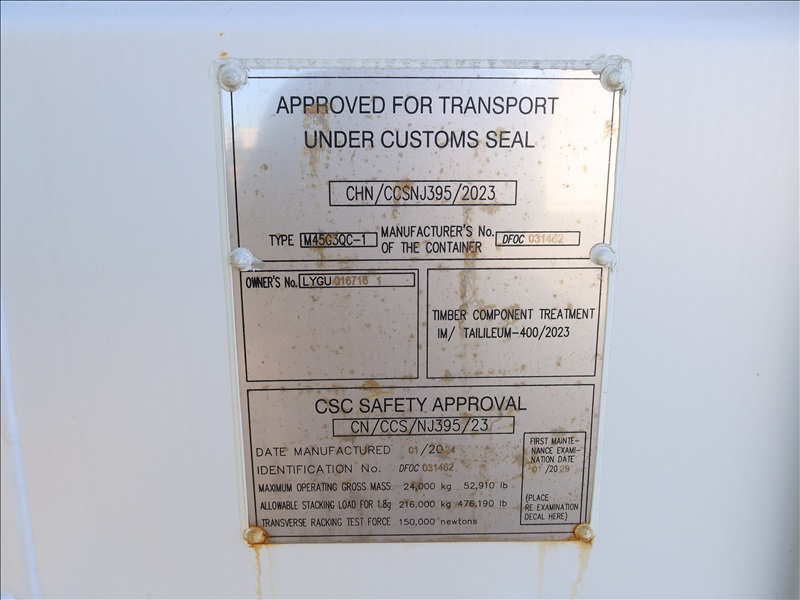 APPROVED FOR TRANSPORT
UNDER CUSTOMS SEAL
CHN/CCSNJ395/2023
TYPE M45G3QC-1 MANUFACTURER'S No. OF THE CONTAINER DFOC 031462
OWNER'S No. LYGU 016716 1
TIMBER COMPONENT TREATMENT
IM/ TAILILEUM-400/2023
CSC SAFETY APPROVAL
CN/CCS/NJ395/23
DATE MANUFACTURED 01/2024
IDENTIFICATION No. DFOC 031462
MAXIMUM OPERATING GROSS MASS 24,000 kg 52,910 lb
ALLOWABLE STACKING LOAD FOR 1.8g 216,000 kg 476,190 lb
TRANSVERSE RACKING TEST FORCE 150,000 newtons
FIRST MAINTE-
NANCE EXAMI-
NATION DATE
01/2029
(PLACE
RE EXAMINATION
DECAL HERE)